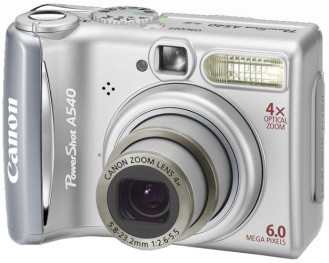 Canon
PowerShot A540
4x
OPTICAL
ZOOM
CANON ZOOM LENS 4x
5.8-23.2mm 1:2.6-5.5
6.0
MEGA PIXELS